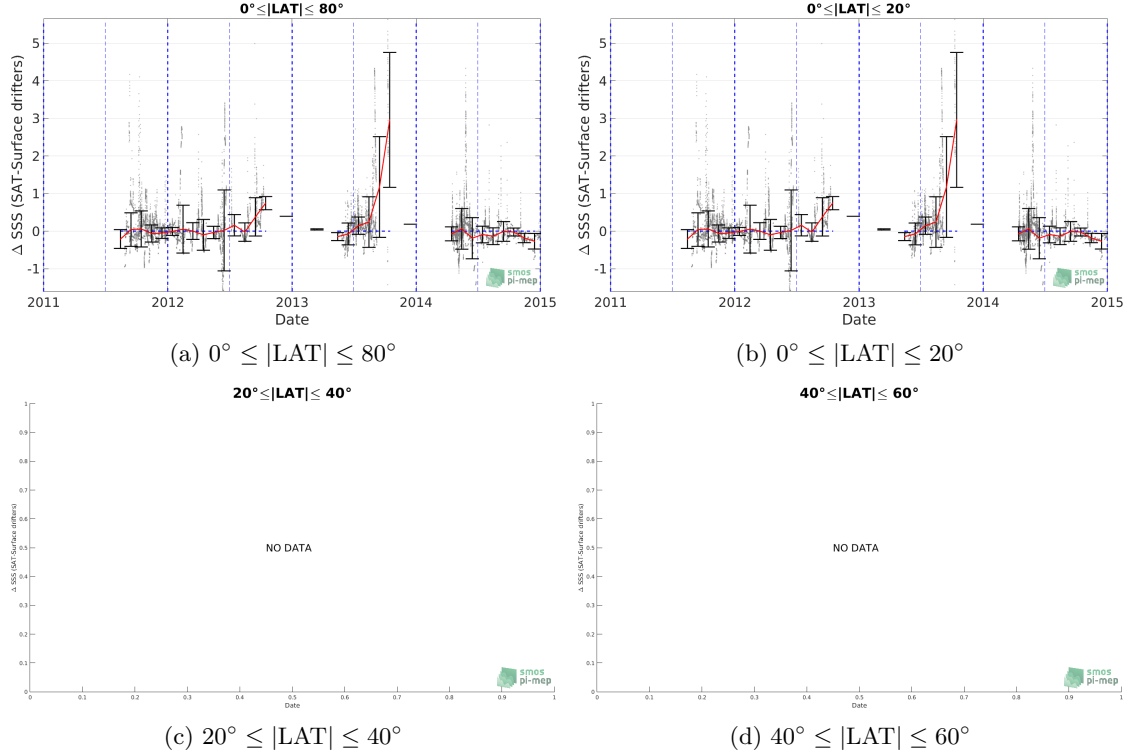 0°≤|LAT|≤ 80°
Δ SSS (SAT-Surface drifters)
5
4
3
2
1
0
-1
2011
2012
2013
2014
2015
Date
smos
pi-mep
(a) 0° ≤ |LAT| ≤ 80°
0°≤|LAT|≤ 20°
Δ SSS (SAT-Surface drifters)
5
4
3
2
1
0
-1
2011
2012
2013
2014
2015
Date
smos
pi-mep
(b) 0° ≤ |LAT| ≤ 20°
20°≤|LAT|≤ 40°
Δ SSS (SAT-Surface drifters)
1
0.9
0.8
0.7
0.6
0.5
0.4
0.3
0.2
0.1
0
NO DATA
0
0.1
0.2
0.3
0.4
0.5
0.6
0.7
0.8
0.9
1
Date
smos
pi-mep
(c) 20° ≤ |LAT| ≤ 40°
40°≤|LAT|≤ 60°
Δ SSS (SAT-Surface drifters)
1
0.9
0.8
0.7
0.6
0.5
0.4
0.3
0.2
0.1
0
NO DATA
0
0.1
0.2
0.3
0.4
0.5
0.6
0.7
0.8
0.9
1
Date
smos
pi-mep
(d) 40° ≤ |LAT| ≤ 60°